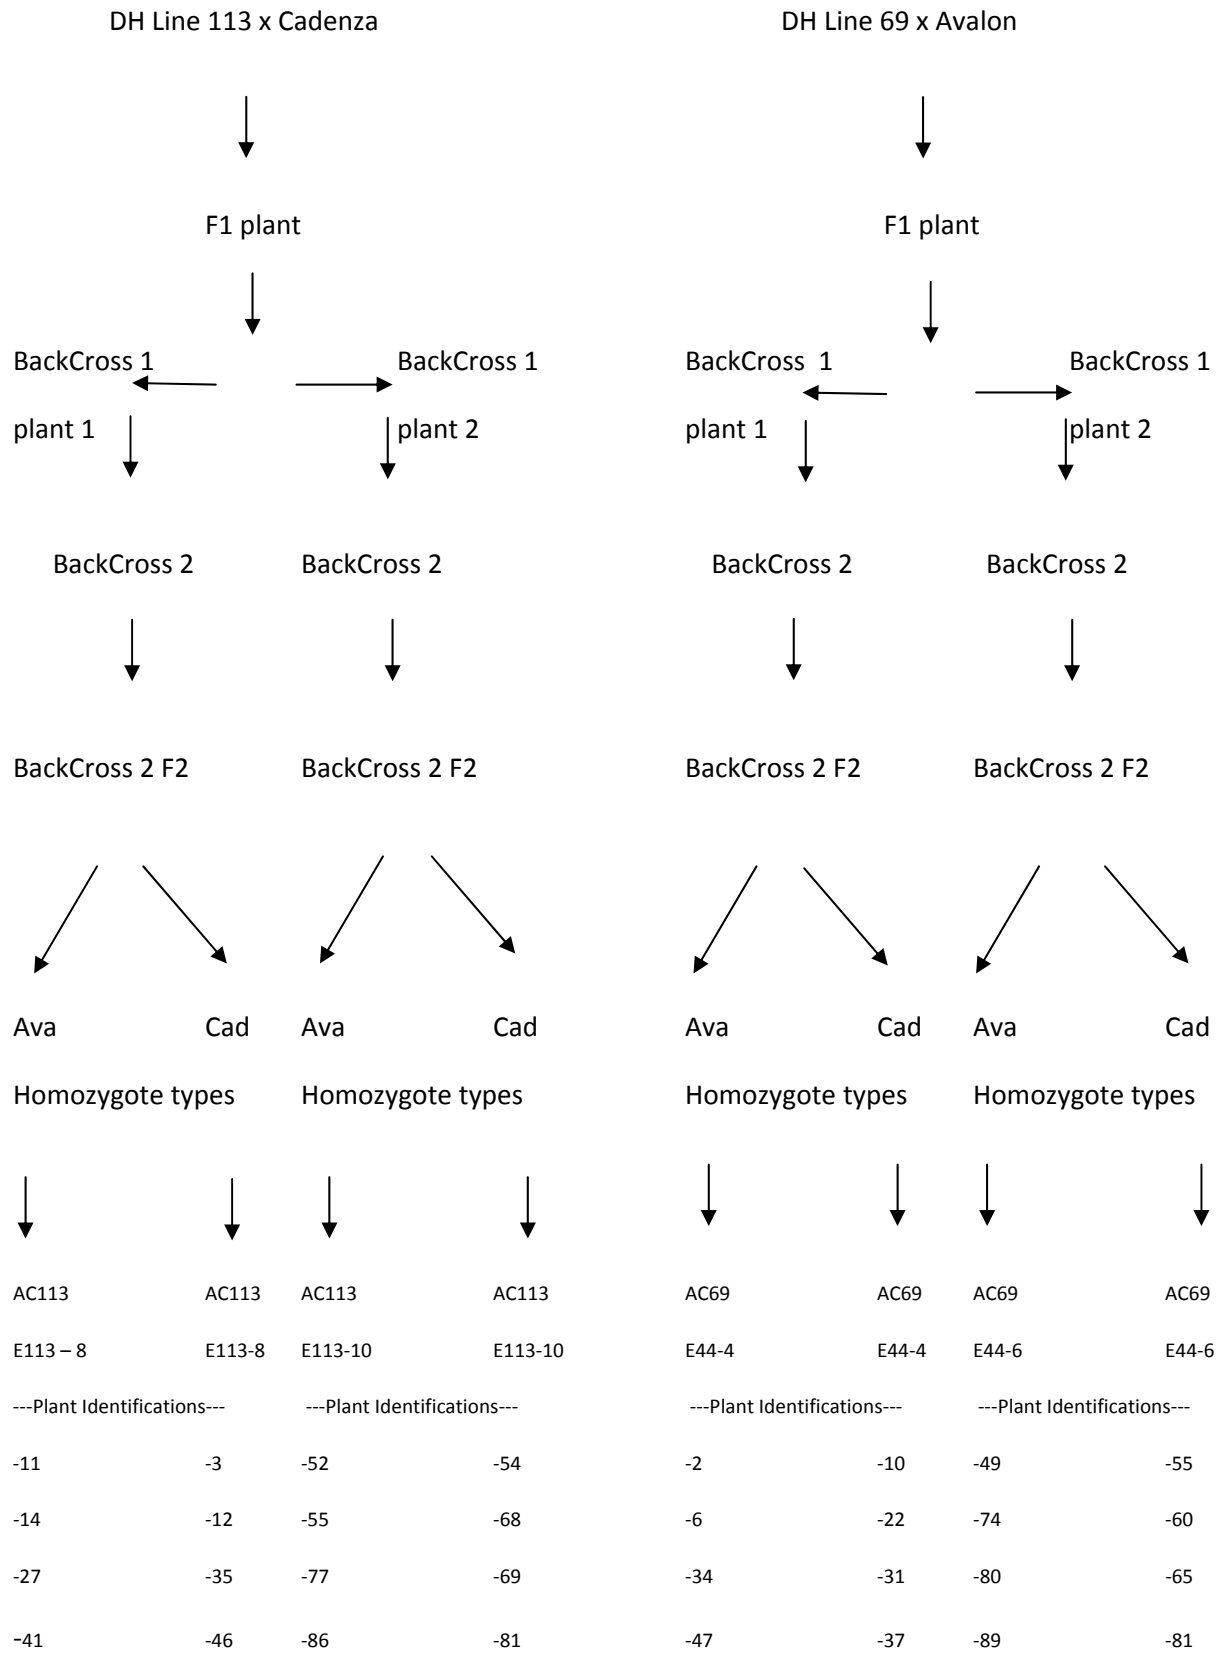 DH Line 113 x Cadenza DH Line 69 x Avalon
F1 plant F1 plant
BackCross 1 BackCross 1 BackCross 1 BackCross 1
plant 1 plant 2 plant 1 plant 2
BackCross 2 BackCross 2 BackCross 2 BackCross 2
BackCross 2 F2 BackCross 2 F2 BackCross 2 F2 BackCross 2 F2
Ava Cad Ava Cad Ava Cad Ava Cad
Homozygote types Homozygote types Homozygote types Homozygote types
AC113 AC113 AC113 AC113 AC69 AC69 AC69 AC69
E113 – 8 E113-8 E113-10 E113-10 E44-4 E44-4 E44-6 E44-6
---Plant Identifications--- ---Plant Identifications--- ---Plant Identifications--- ---Plant Identifications---
-11 -3 -52 -54 -2 -10 -49 -55
-14 -12 -55 -68 -6 -22 -74 -60
-27 -35 -77 -69 -34 -31 -80 -65
-41 -46 -86 -81 -47 -37 -89 -81